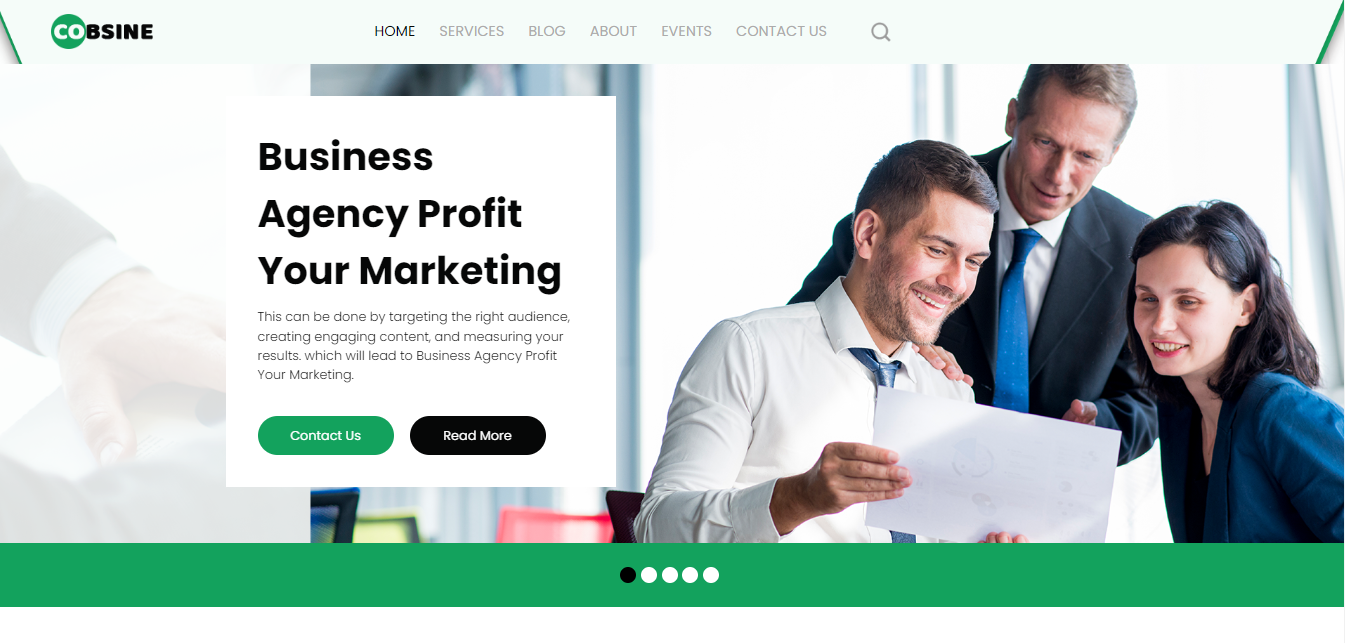 COBSINE
HOME SERVICES BLOG ABOUT EVENTS CONTACT US
Business
Agency Profit
Your Marketing
This can be done by targeting the right audience,
creating engaging content, and measuring your
results. which will lead to Business Agency Profit
Your Marketing.
Contact Us Read More